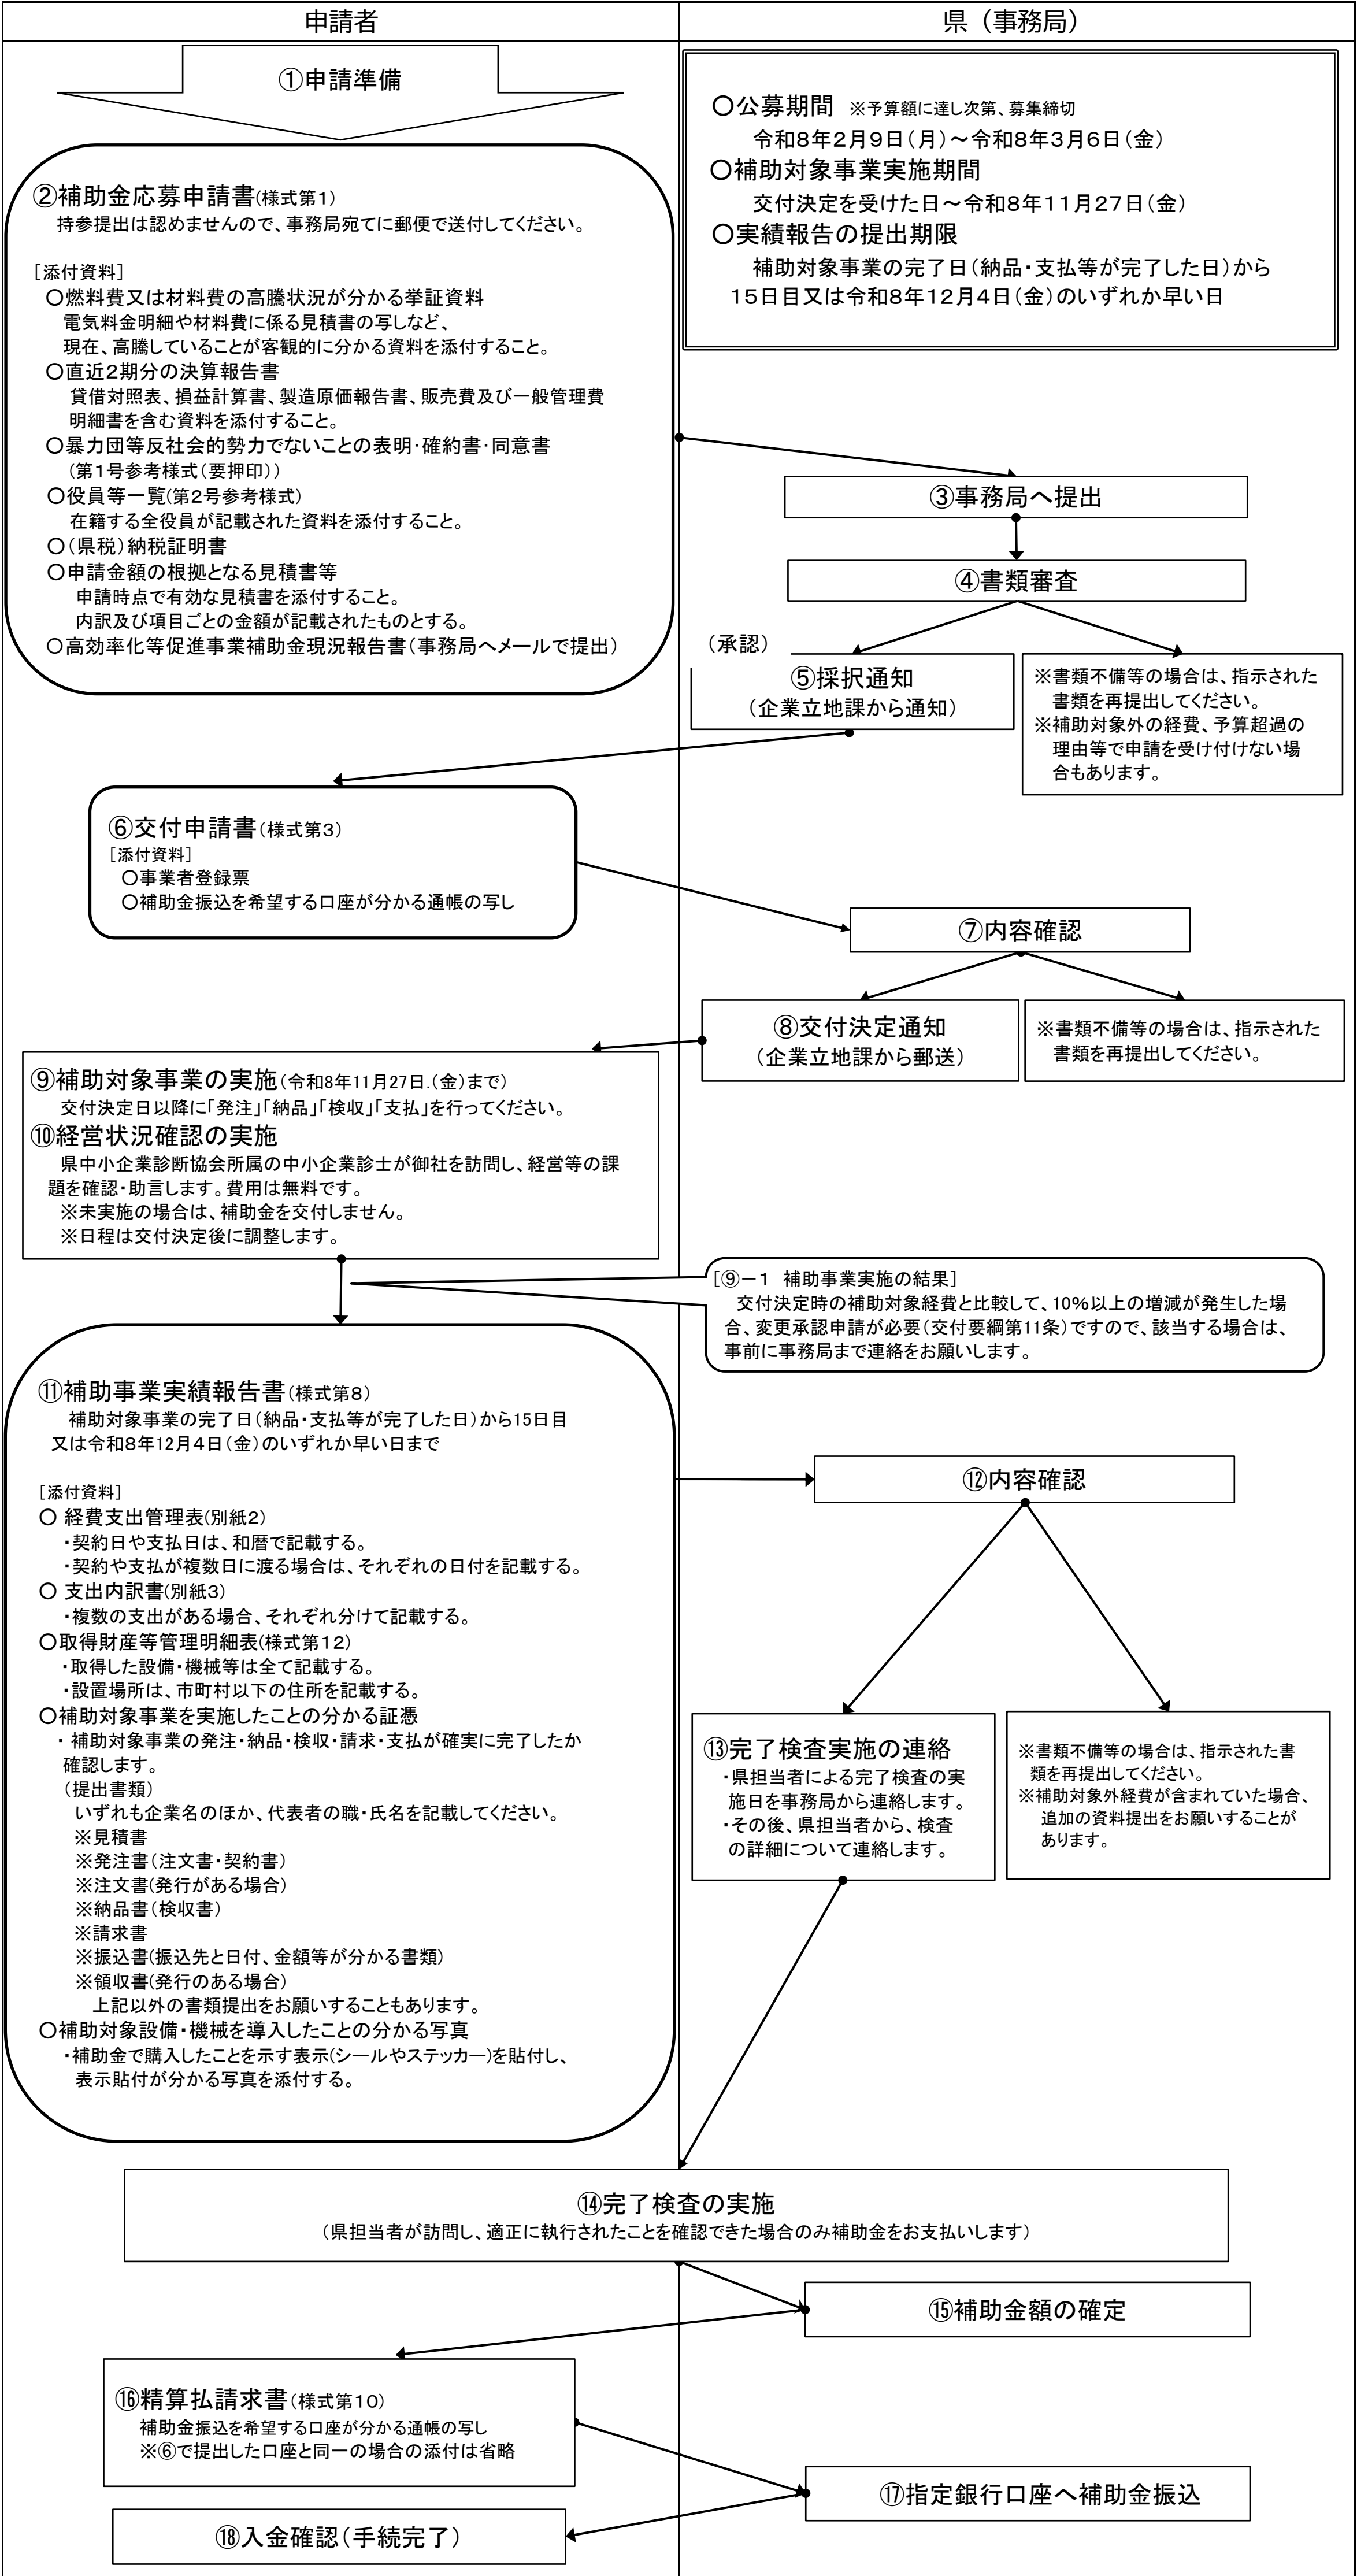 申請者
県（事務局）
①申請準備
○公募期間 ※予算額に達し次第、募集締切
令和8年2月9日（月）～令和8年3月6日（金）
○補助対象事業実施期間
交付決定を受けた日～令和8年11月27日（金）
○実績報告の提出期限
補助対象事業の完了日（納品・支払等が完了した日）から
15日目又は令和8年12月4日（金）のいずれか早い日
②補助金応募申請書（様式第1）
持参提出は認めませんので、事務局宛てに郵便で送付してください。
［添付資料］
○燃料費又は材料費の高騰状況が分かる挙証資料
電気料金明細や材料費に係る見積書の写しなど、
現在、高騰していることが客観的に分かる資料を添付すること。
○直近2期分の決算報告書
貸借対照表、損益計算書、製造原価報告書、販売費及び一般管理費
明細書を含む資料を添付すること。
○暴力団等反社会的勢力でないことの表明・確約書・同意書
（第1号参考様式（要押印））
○役員等一覧（第2号参考様式）
在籍する全役員が記載された資料を添付すること。
○（県税）納税証明書
○申請金額の根拠となる見積書等
申請時点で有効な見積書を添付すること。
内訳及び項目ごとの金額が記載されたものとする。
○高効率化等促進事業補助金現況報告書（事務局へメールで提出）
③事務局へ提出
④書類審査
（承認）
⑤採択通知
（企業立地課から通知）
※書類不備等の場合は、指示された
書類を再提出してください。
※補助対象外の経費、予算超過の
理由等で申請を受け付けない場
合もあります。
⑥交付申請書（様式第3）
［添付資料］
○事業者登録票
○補助金振込を希望する口座が分かる通帳の写し
⑦内容確認
⑧交付決定通知
（企業立地課から郵送）
※書類不備等の場合は、指示された
書類を再提出してください。
⑨補助対象事業の実施（令和8年11月27日.（金）まで）
交付決定日以降に「発注」「納品」「検収」「支払」を行ってください。
⑩経営状況確認の実施
県中小企業診断協会所属の中小企業診士が御社を訪問し、経営等の課
題を確認・助言します。費用は無料です。
※未実施の場合は、補助金を交付しません。
※日程は交付決定後に調整します。
［⑨－1 補助事業実施の結果］
交付決定時の補助対象経費と比較して、10％以上の増減が発生した場
合、変更承認申請が必要（交付要綱第11条）ですので、該当する場合は、
事前に事務局まで連絡をお願いします。
⑪補助事業実績報告書（様式第8）
補助対象事業の完了日（納品・支払等が完了した日）から15日目
又は令和8年12月4日（金）のいずれか早い日まで
［添付資料］
○ 経費支出管理表（別紙2）
・契約日や支払日は、和暦で記載する。
・契約や支払が複数日に渡る場合は、それぞれの日付を記載する。
○ 支出内訳書（別紙3）
・複数の支出がある場合、それぞれ分けて記載する。
○取得財産等管理明細表（様式第12）
・取得した設備・機械等は全て記載する。
・設置場所は、市町村以下の住所を記載する。
○補助対象事業を実施したことの分かる証憑
・ 補助対象事業の発注・納品・検収・請求・支払が確実に完了したか
確認します。
（提出書類）
いずれも企業名のほか、代表者の職・氏名を記載してください。
※見積書
※発注書（注文書・契約書）
※注文書（発行がある場合）
※納品書（検収書）
※請求書
※振込書（振込先と日付、金額等が分かる書類）
※領収書（発行のある場合）
上記以外の書類提出をお願いすることもあります。
○補助対象設備・機械を導入したことの分かる写真
・補助金で購入したことを示す表示（シールやステッカー）を貼付し、
表示貼付が分かる写真を添付する。
⑫内容確認
⑬完了検査実施の連絡
・県担当者による完了検査の実
施日を事務局から連絡します。
・その後、県担当者から、検査
の詳細について連絡します。
※書類不備等の場合は、指示された書
類を再提出してください。
※補助対象外経費が含まれていた場合、
追加の資料提出をお願いすることが
あります。
⑭完了検査の実施
（県担当者が訪問し、適正に執行されたことを確認できた場合のみ補助金をお支払いします）
⑮補助金額の確定
⑯精算払請求書（様式第10）
補助金振込を希望する口座が分かる通帳の写し
※⑥で提出した口座と同一の場合の添付は省略
⑰指定銀行口座へ補助金振込
⑱入金確認（手続完了）